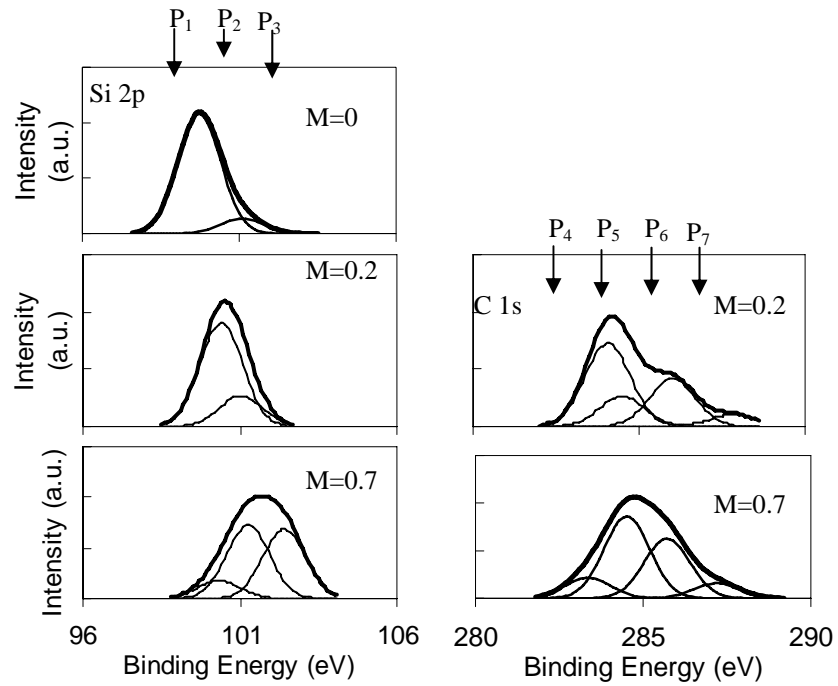 P₁ P₂ P₃
Si 2p
M=0
Intensity
(a.u.)
P₄ P₅ P₆ P₇
M=0.2
C 1s
M=0.2
Intensity
(a.u.)
M=0.7
M=0.7
Intensity (a.u.)
96 101 106
280 285 290
Binding Energy (eV)
Binding Energy (eV)